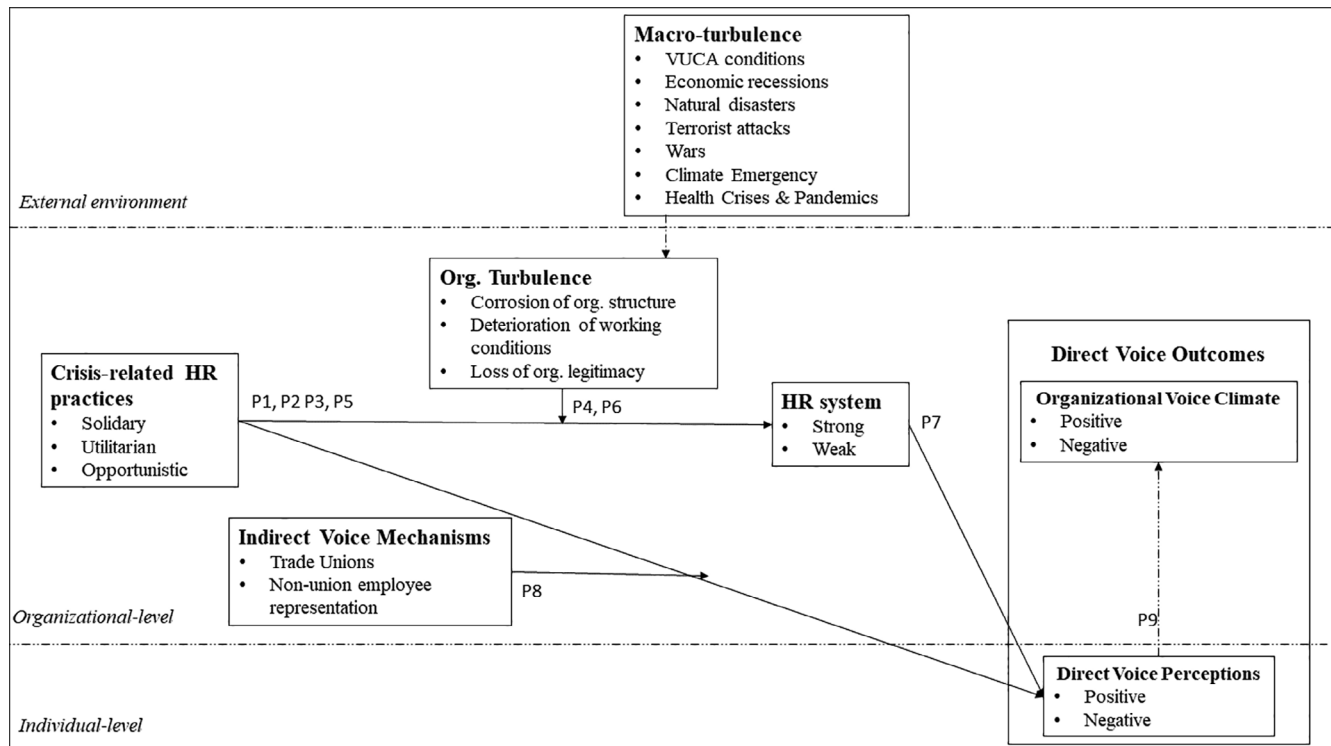 Macro-turbulence
• VUCA conditions
• Economic recessions
• Natural disasters
• Terrorist attacks
• Wars
• Climate Emergency
• Health Crises & Pandemics
External environment
Org. Turbulence
• Corrosion of org. structure
• Deterioration of working
conditions
• Loss of org. legitimacy
Crisis-related HR
practices
• Solidary
• Utilitarian
• Opportunistic
P1, P2 P3, P5
P4, P6
HR system
• Strong
• Weak
P7
Direct Voice Outcomes
Organizational Voice Climate
• Positive
• Negative
Indirect Voice Mechanisms
• Trade Unions
• Non-union employee
representation
P8
P9
Organizational-level
Direct Voice Perceptions
• Positive
• Negative
Individual-level